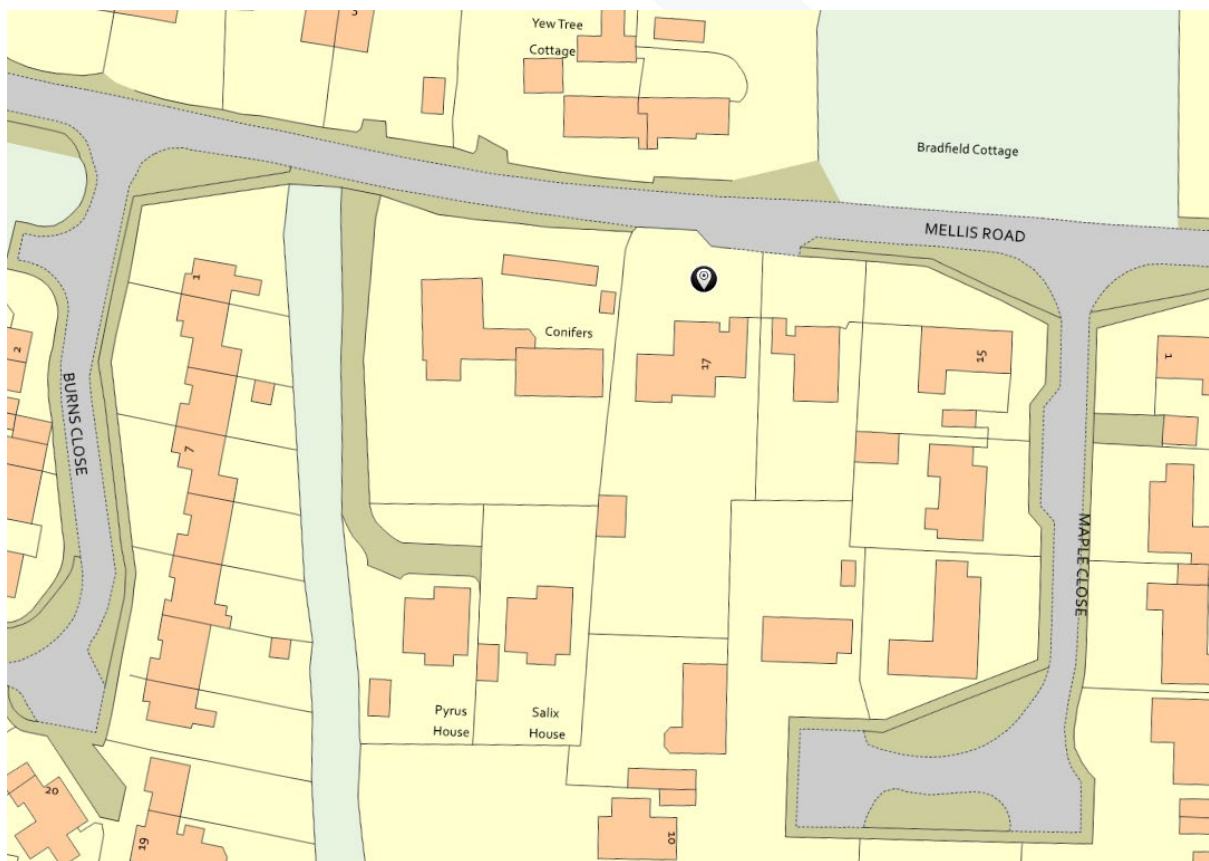 Yew Tree
Cottage
Bradfield Cottage
MELLIS ROAD
1
Conifers
17
15
1
2
BURNS CLOSE
7
MAPLE CLOSE
Pyrus
House
Salix
House
20
19
10